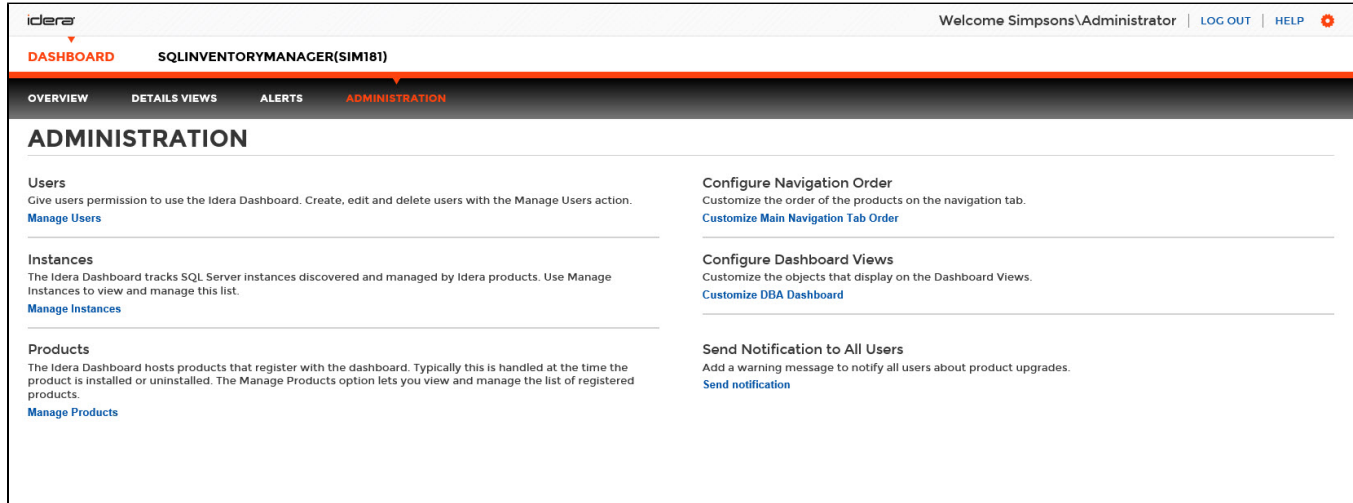 idera
Welcome Simpsons\Administrator | LOG OUT | HELP
DASHBOARD SQLINVENTORYMANAGER(SIM181)
OVERVIEW DETAILS VIEWS ALERTS ADMINISTRATION
ADMINISTRATION
Users
Give users permission to use the Idera Dashboard. Create, edit and delete users with the Manage Users action.
Manage Users
Instances
The Idera Dashboard tracks SQL Server instances discovered and managed by Idera products. Use Manage
Instances to view and manage this list.
Manage Instances
Products
The Idera Dashboard hosts products that register with the dashboard. Typically this is handled at the time the
product is installed or uninstalled. The Manage Products option lets you view and manage the list of registered
products.
Manage Products
Configure Navigation Order
Customize the order of the products on the navigation tab.
Customize Main Navigation Tab Order
Configure Dashboard Views
Customize the objects that display on the Dashboard Views.
Customize DBA Dashboard
Send Notification to All Users
Add a warning message to notify all users about product upgrades.
Send notification